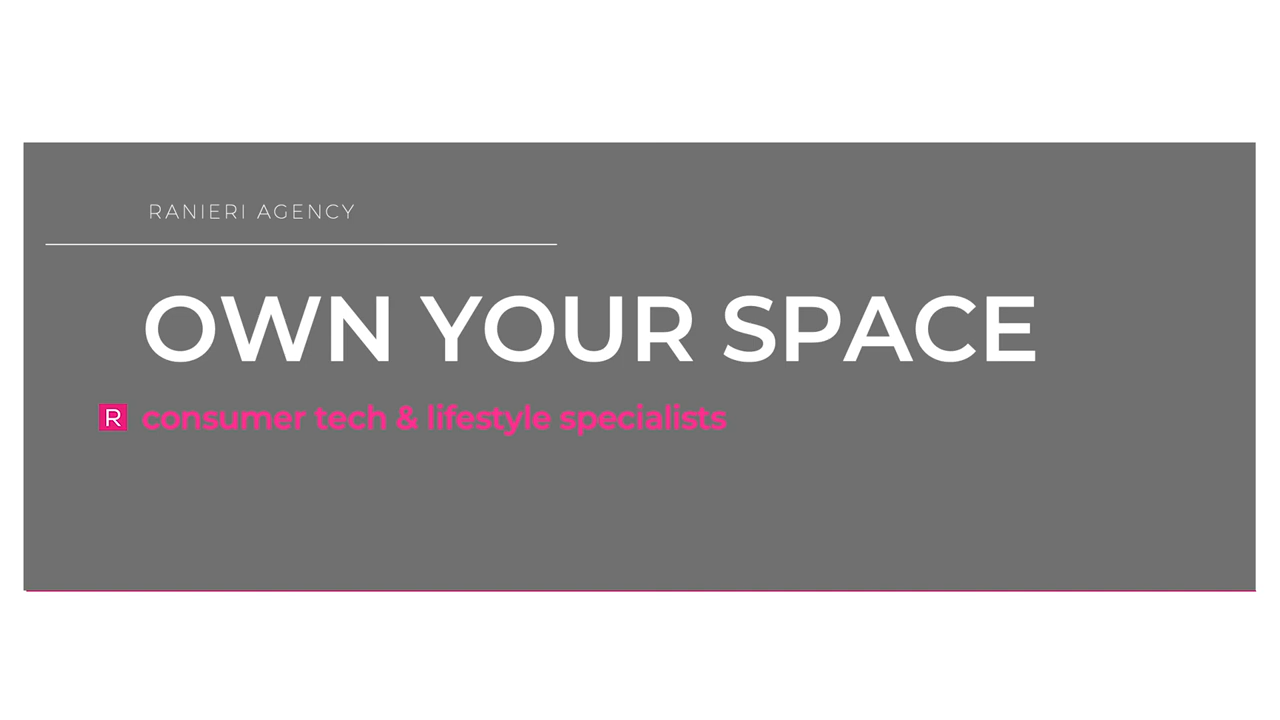 RANIERI AGENCY
OWN YOUR SPACE
R consumer tech & lifestyle specialists